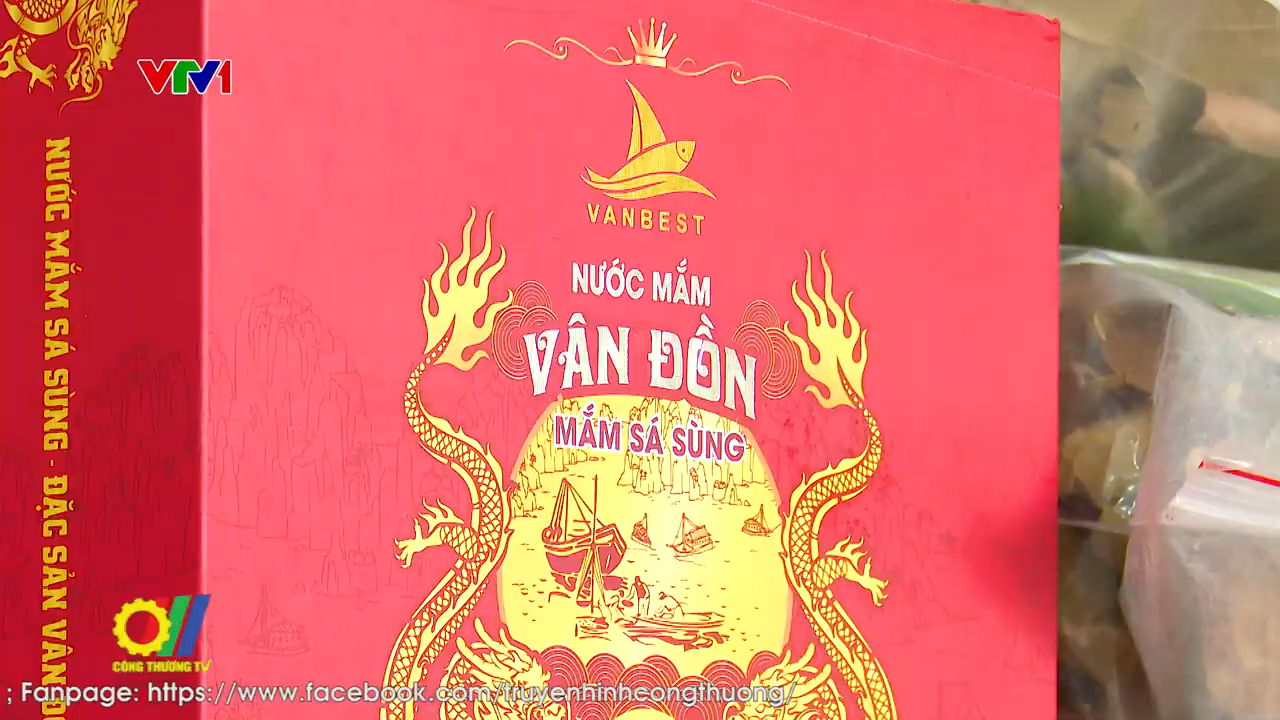 VTV1
VANBEST
NƯỚC MẮM
VÂN ĐỒN
MẮM SÁ SÙNG
NƯỚC MẮM SÁ SÙNG - ĐẶC SẢN VÂN ĐỒ
CÔNG THƯƠNG TV
; Fanpage: https://www.facebook.com/truyenhinhcongthuong/